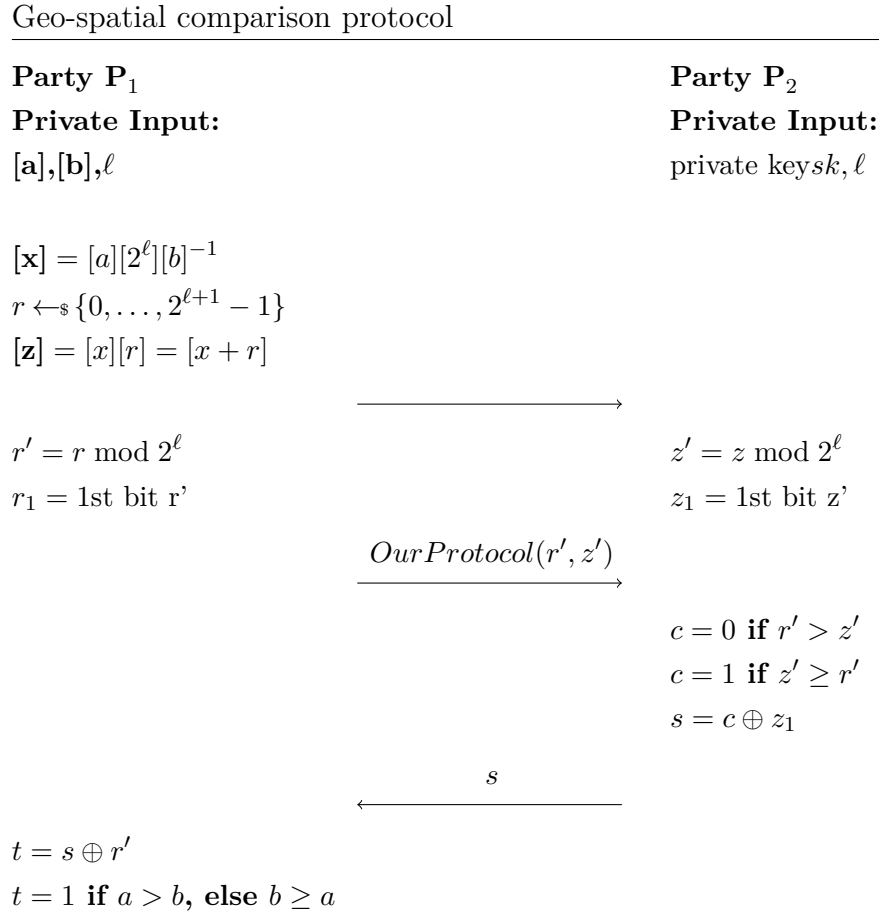 Geo-spatial comparison protocol
Party P₁ Party P₂
Private Input: Private Input:
[a],[b],ℓ private keysk, ℓ
[x] = [a][2^ℓ][b]⁻¹
r ←$ {0, . . . , 2^{ℓ+1} − 1}
[z] = [x][r] = [x + r]
r′ = r mod 2^ℓ z′ = z mod 2^ℓ
r₁ = 1st bit r' z₁ = 1st bit z'
OurProtocol(r′, z′)
c = 0 if r′ > z′
c = 1 if z′ ≥ r′
s = c ⊕ z₁
s
t = s ⊕ r′
t = 1 if a > b, else b ≥ a